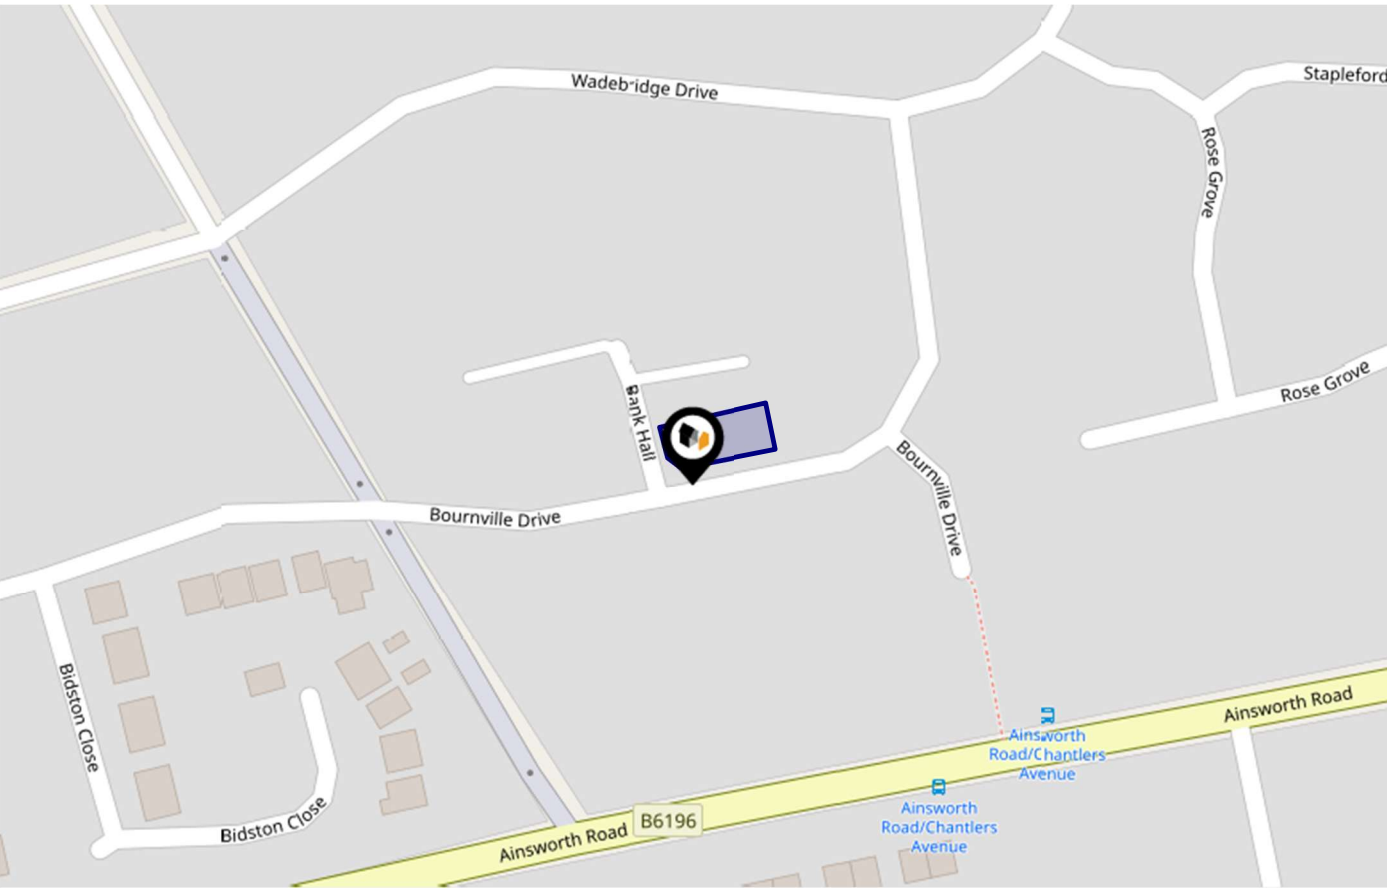 Wadebridge Drive
Stapleford
Rose Grove
Rose Grove
Bank Hall
Bournville Drive
Bournville Drive
Bidston Close
Bidston Close
Ainsworth Road
Ainsworth
Road/Chantlers
Avenue
Ainsworth
Road/Chantlers
Avenue
B6196
Ainsworth Road